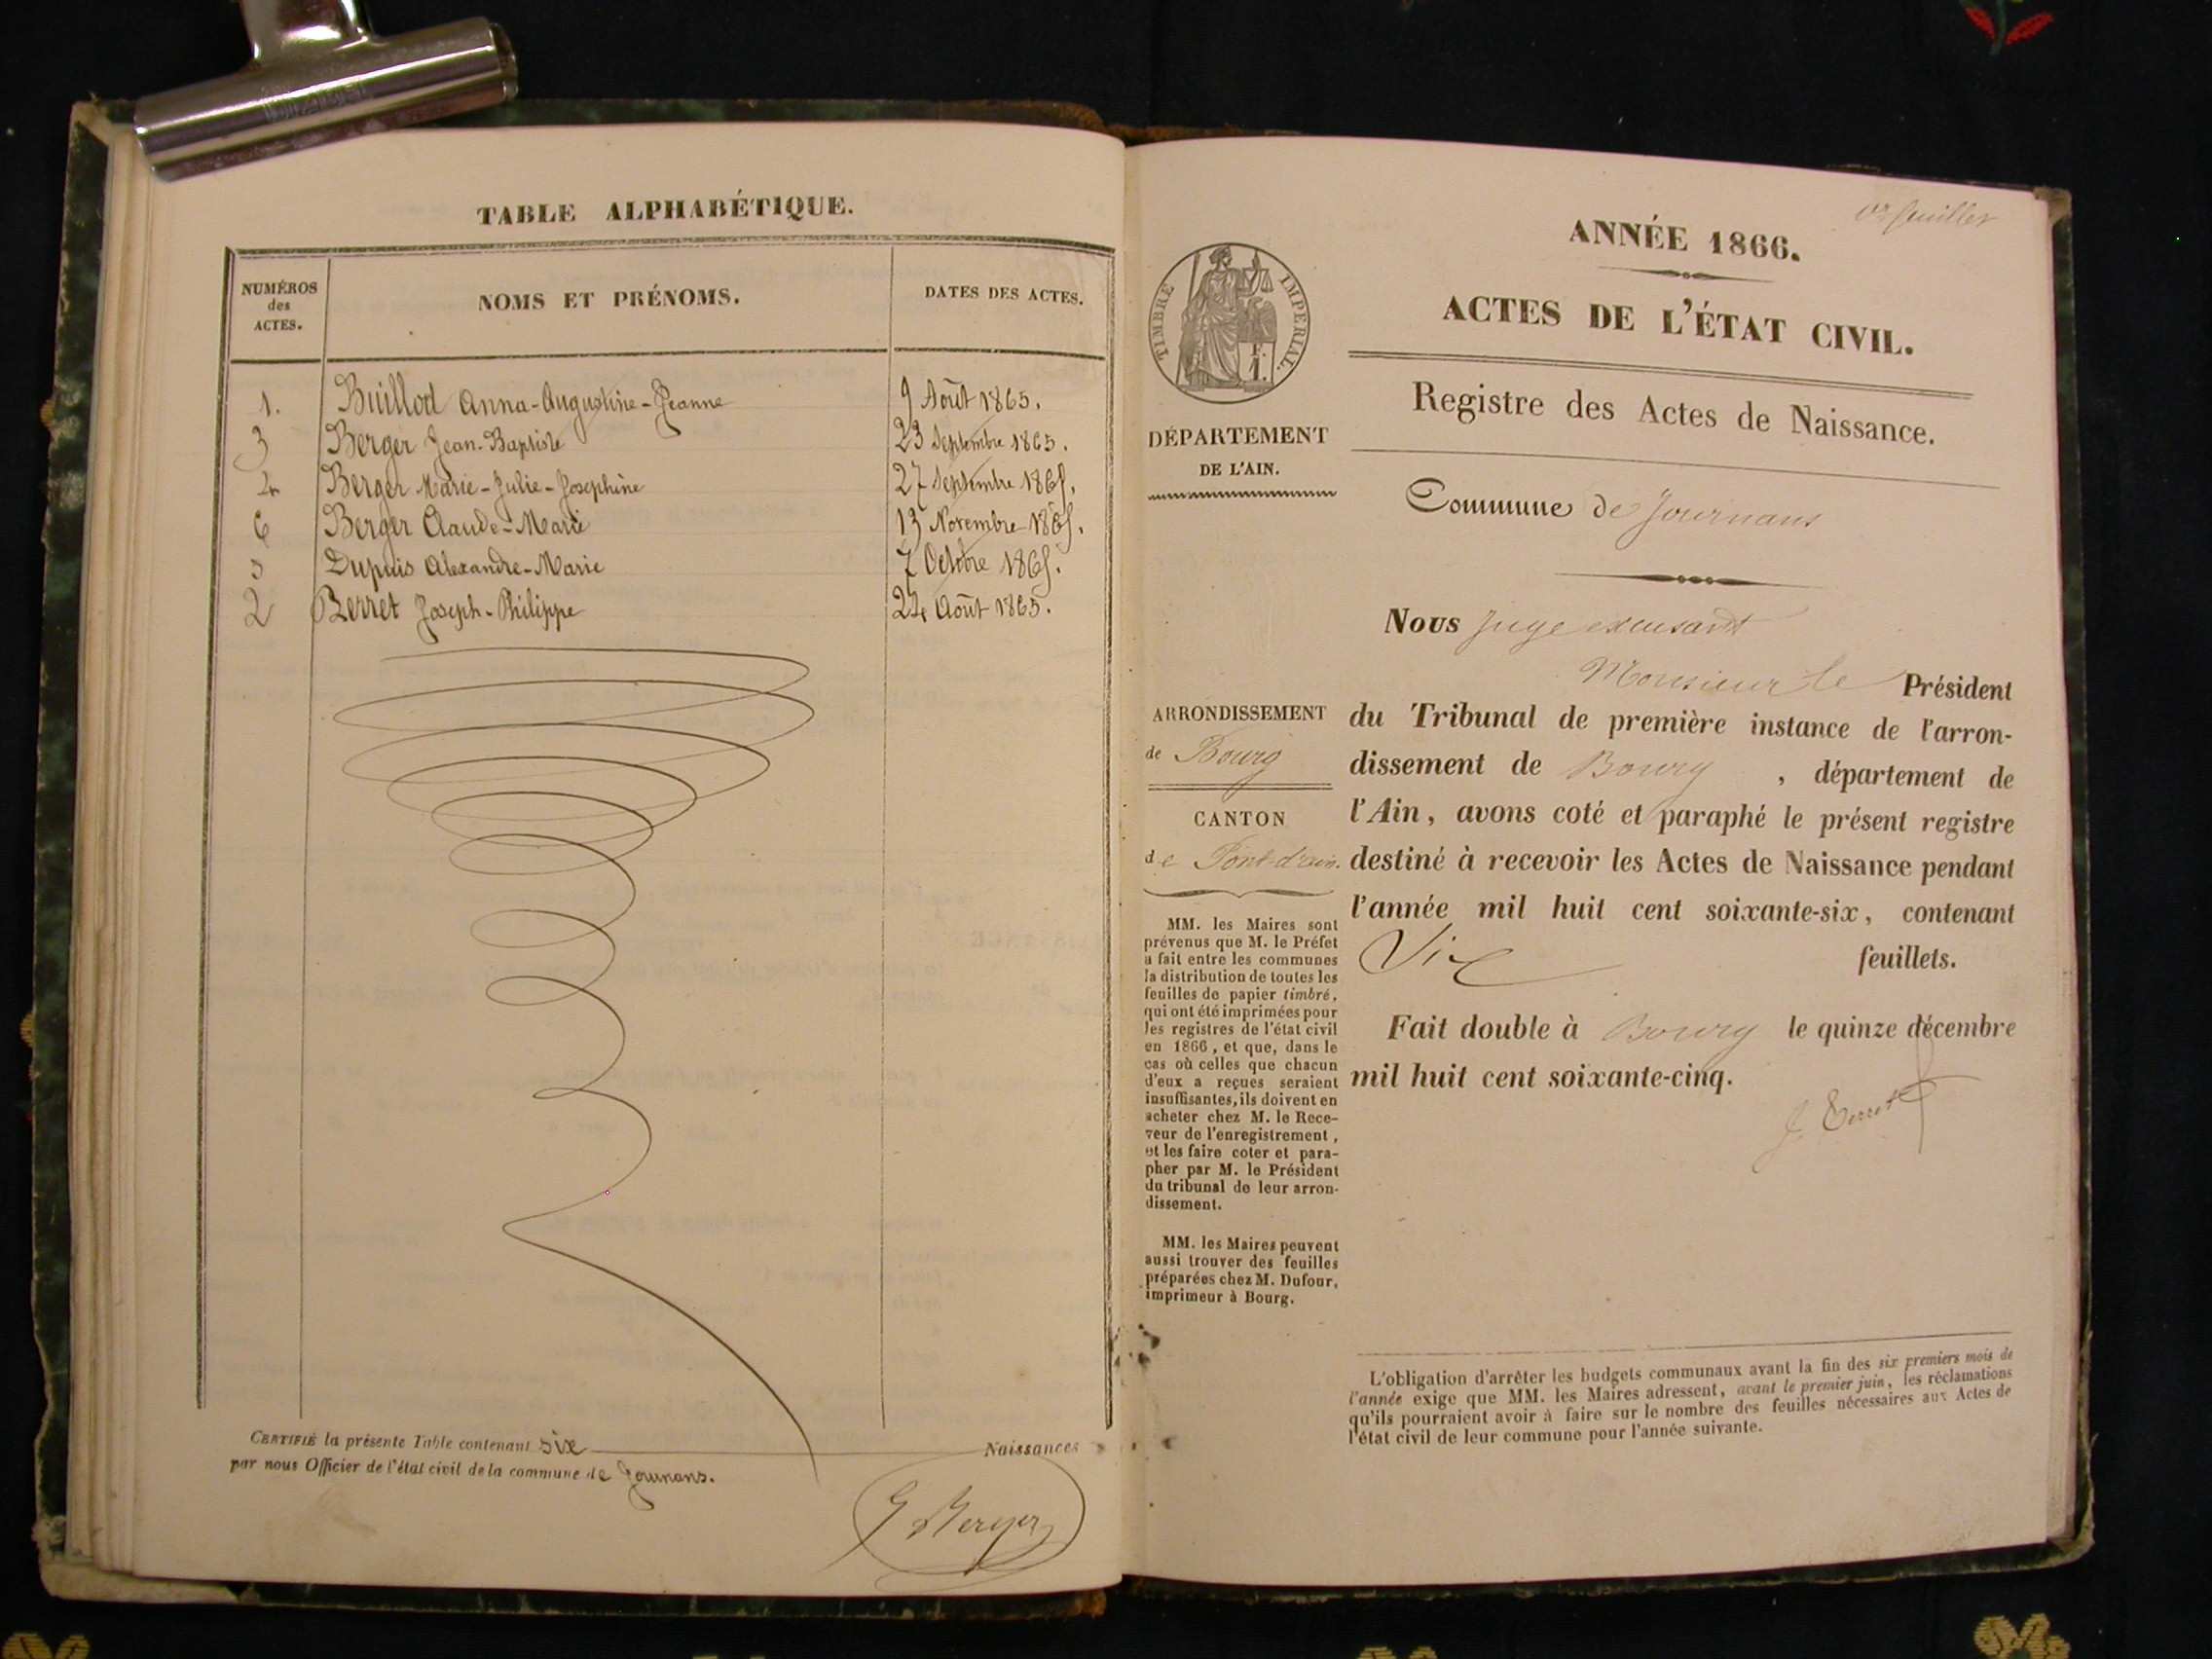 TABLE ALPHABÉTIQUE.
NUMÉROS
des
ACTES.
NOMS ET PRÉNOMS.
DATES DES ACTES.
1. Buillod Anna-Augustine-Jeanne 9 Août 1865.
3 Berger Jean-Baptiste 23 Septembre 1865.
4 Berger Marie-Julie-Josephine 27 Septembre 1865.
6 Berger Claude-Marie 13 Novembre 1865.
5 Dupuis Alexandre-Marie 7 Octobre 1865.
2 Berret Joseph-Philippe 24 Août 1865.
CERTIFIÉ la présente Table contenant six Naissances
par nous Officier de l'état civil de la commune de Journans.
G Berger
feuillet
ANNÉE 1866.
ACTES DE L'ÉTAT CIVIL.
Registre des Actes de Naissance.
Commune de Journans
TIMBRE IMPERIAL.
1.
DÉPARTEMENT
DE L'AIN.
ARRONDISSEMENT
de Bourg
CANTON
de Pont-d'ain.
MM. les Maires sont
prévenus que M. le Préfet
a fait entre les communes
la distribution de toutes les
feuilles de papier timbré,
qui ont été imprimées pour
les registres de l'état civil
en 1866, et que, dans le
cas où celles que chacun
d'eux a reçues seraient
insuffisantes, ils doivent en
acheter chez M. le Rece-
veur de l'enregistrement,
et les faire coter et para-
pher par M. le Président
du tribunal de leur arron-
dissement.
MM. les Maires peuvent
aussi trouver des feuilles
préparées chez M. Dufour,
imprimeur à Bourg.
Nous Juge excusant
Monsieur le Président
du Tribunal de première instance de l'arron-
dissement de Bourg, département de
l'Ain, avons coté et paraphé le présent registre
destiné à recevoir les Actes de Naissance pendant
l'année mil huit cent soixante-six, contenant
Six feuillets.
Fait double à Bourg le quinze décembre
mil huit cent soixante-cinq.
L'obligation d'arrêter les budgets communaux avant la fin des six premiers mois de
l'année exige que MM. les Maires adressent, avant le premier juin, les réclamations
qu'ils pourraient avoir à faire sur le nombre des feuilles nécessaires aux Actes de
l'état civil de leur commune pour l'année suivante.